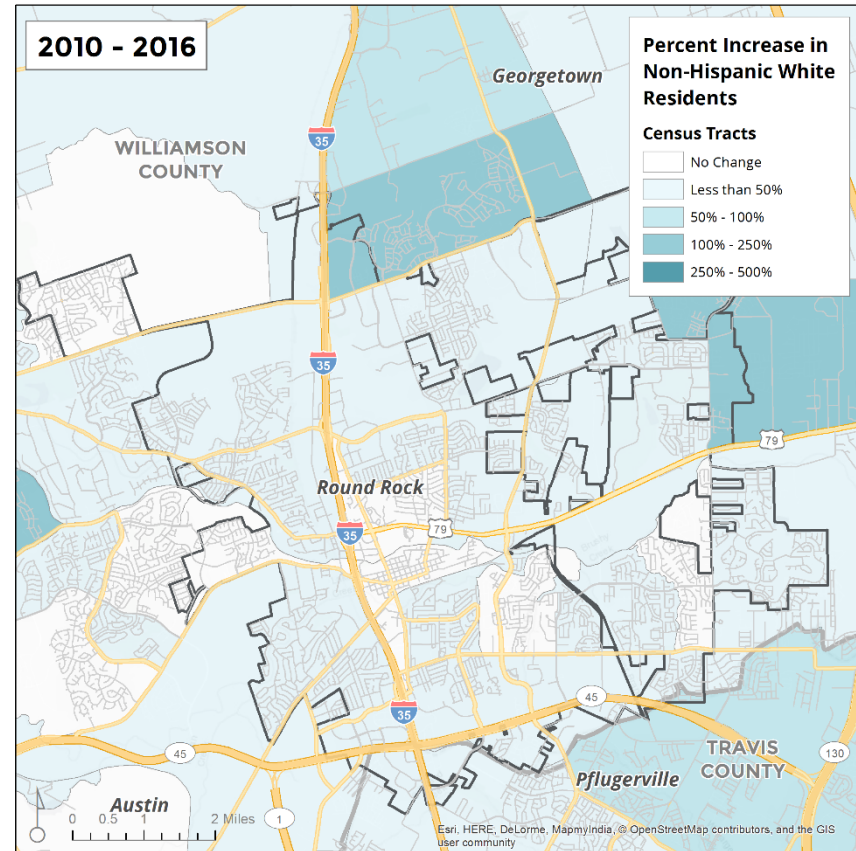 2010 - 2016
Percent Increase in
Non-Hispanic White
Residents
Census Tracts
No Change
Less than 50%
50% - 100%
100% - 250%
250% - 500%
Georgetown
WILLIAMSON
COUNTY
35
35
79
Round Rock
79
35
45
35
45
TRAVIS
COUNTY
130
Pflugerville
Austin
1
0 0.5 1 2 Miles
Esri, HERE, DeLorme, MapmyIndia, © OpenStreetMap contributors, and the GIS
user community